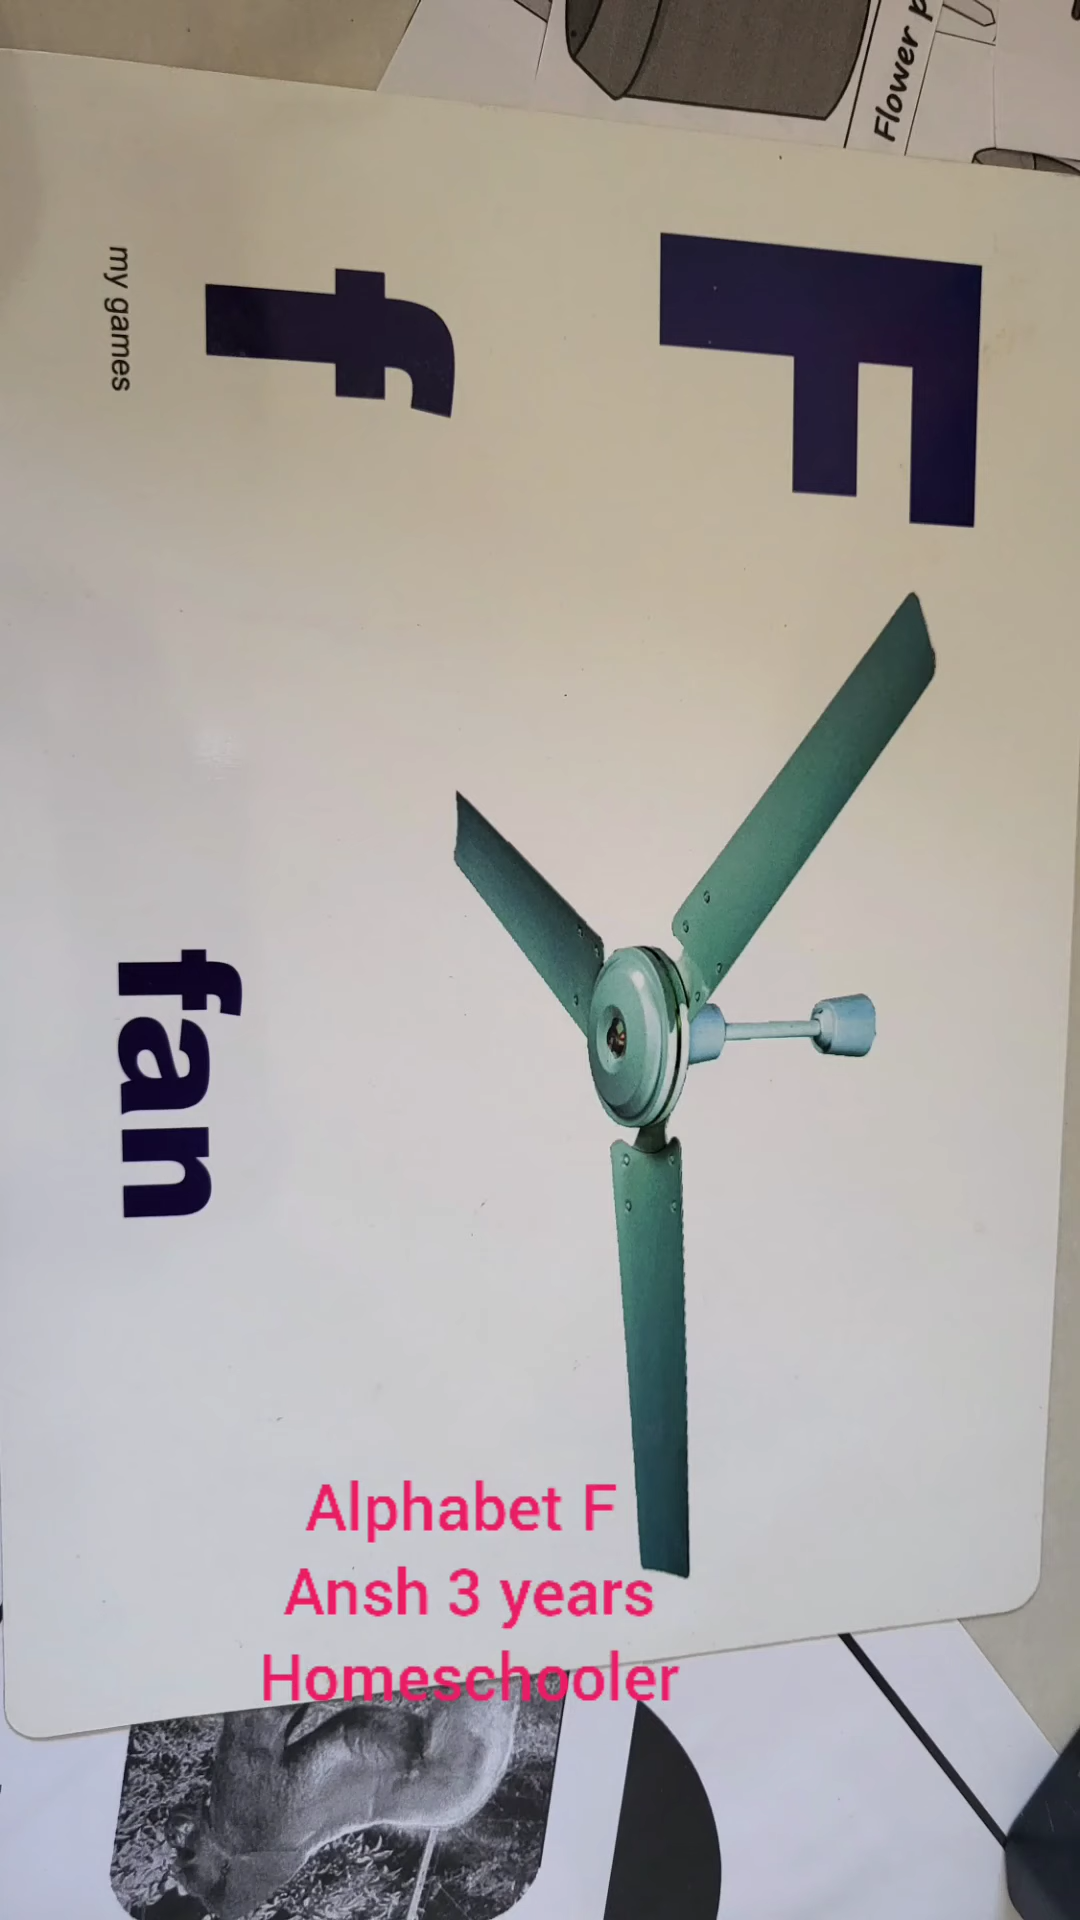 Flower p
F
f
my games
fan
Alphabet F
Ansh 3 years
Homeschooler